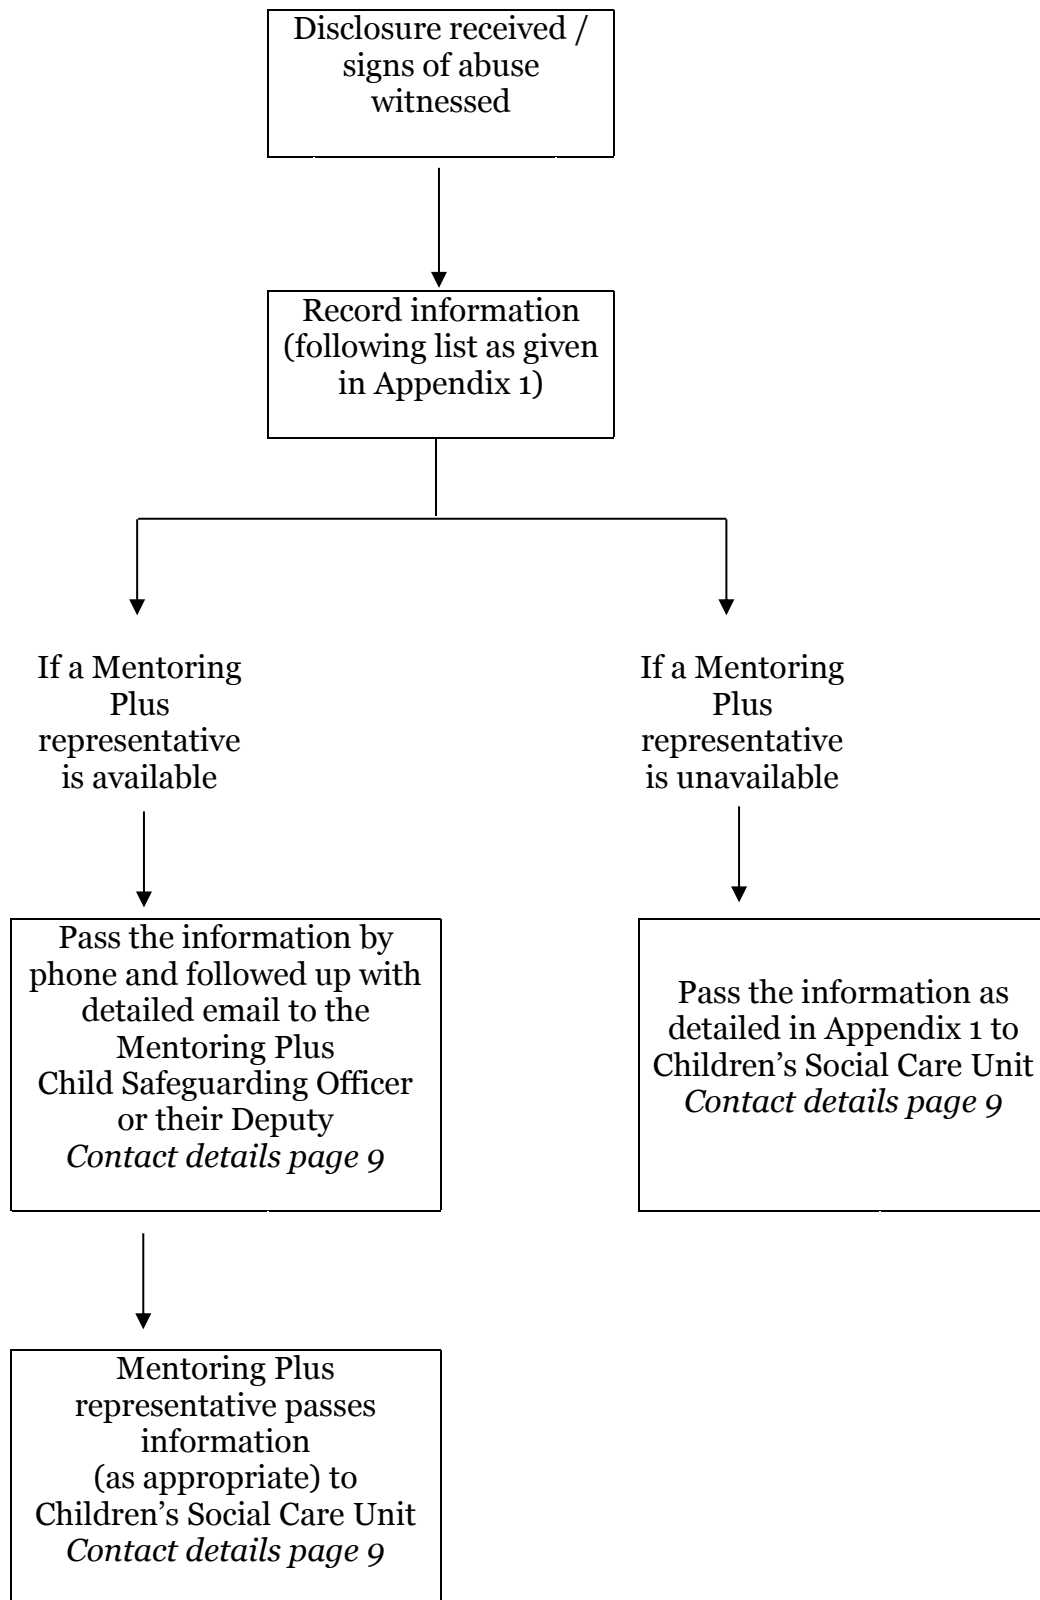 Disclosure received /
signs of abuse
witnessed
Record information
(following list as given
in Appendix 1)
If a Mentoring
Plus
representative
is available
If a Mentoring
Plus
representative
is unavailable
Pass the information by
phone and followed up with
detailed email to the
Mentoring Plus
Child Safeguarding Officer
or their Deputy
Contact details page 9
Pass the information as
detailed in Appendix 1 to
Children’s Social Care Unit
Contact details page 9
Mentoring Plus
representative passes
information
(as appropriate) to
Children’s Social Care Unit
Contact details page 9